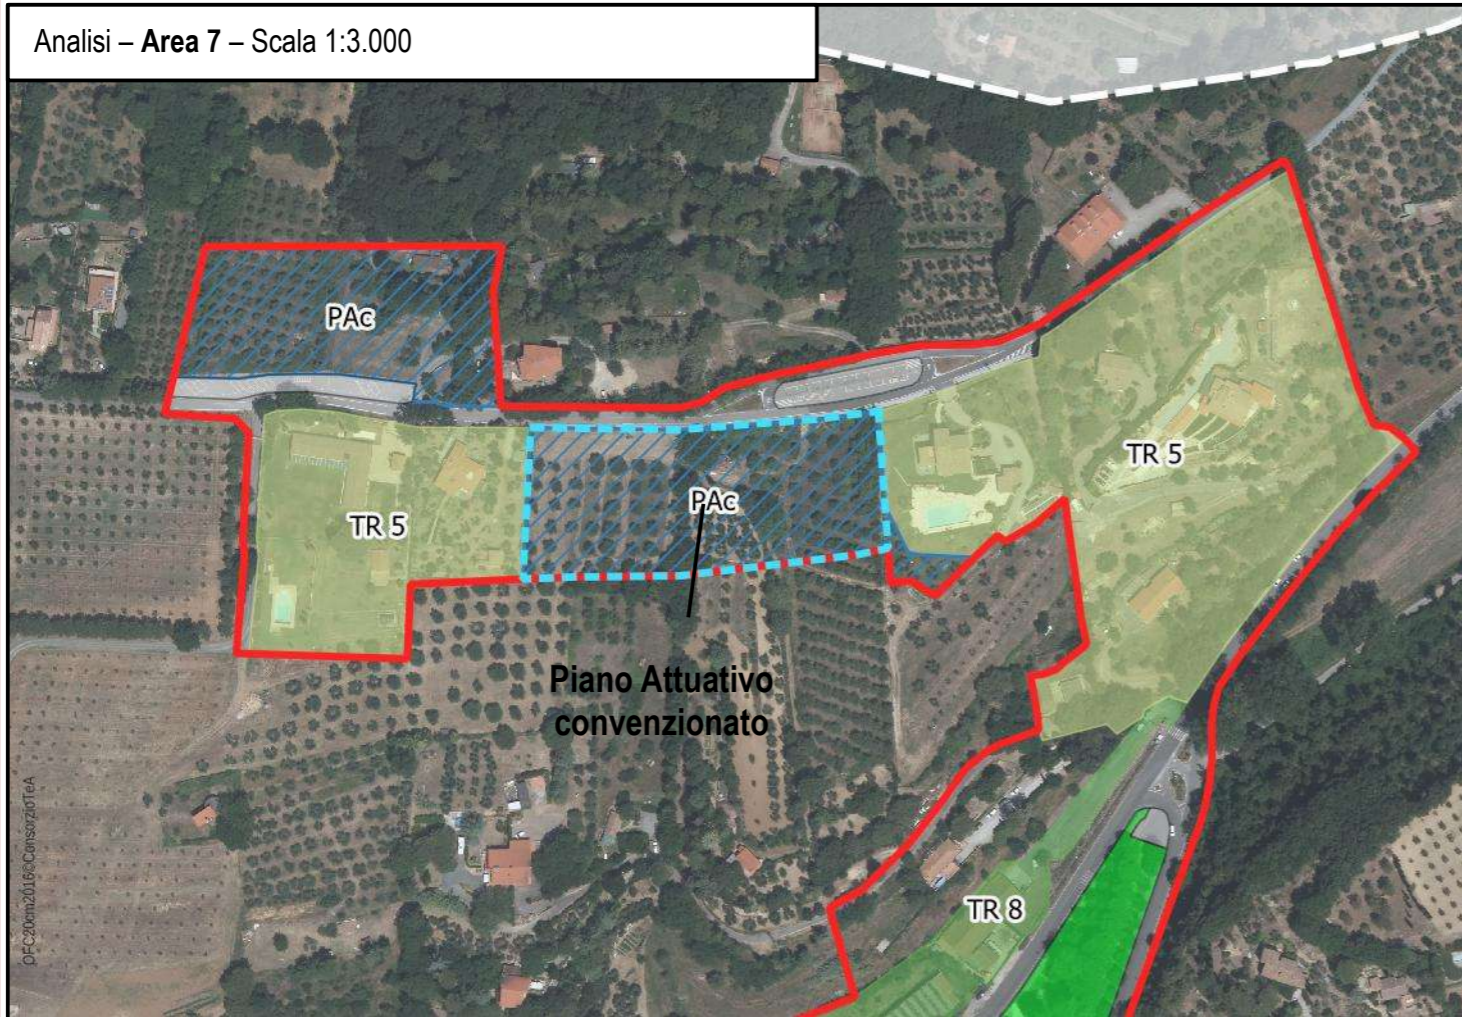 Analisi – Area 7 – Scala 1:3.000
PAc
PAc
TR 5
TR 5
Piano Attuativo
convenzionato
TR 8
OFC20cm2016©ConsorzioTeA